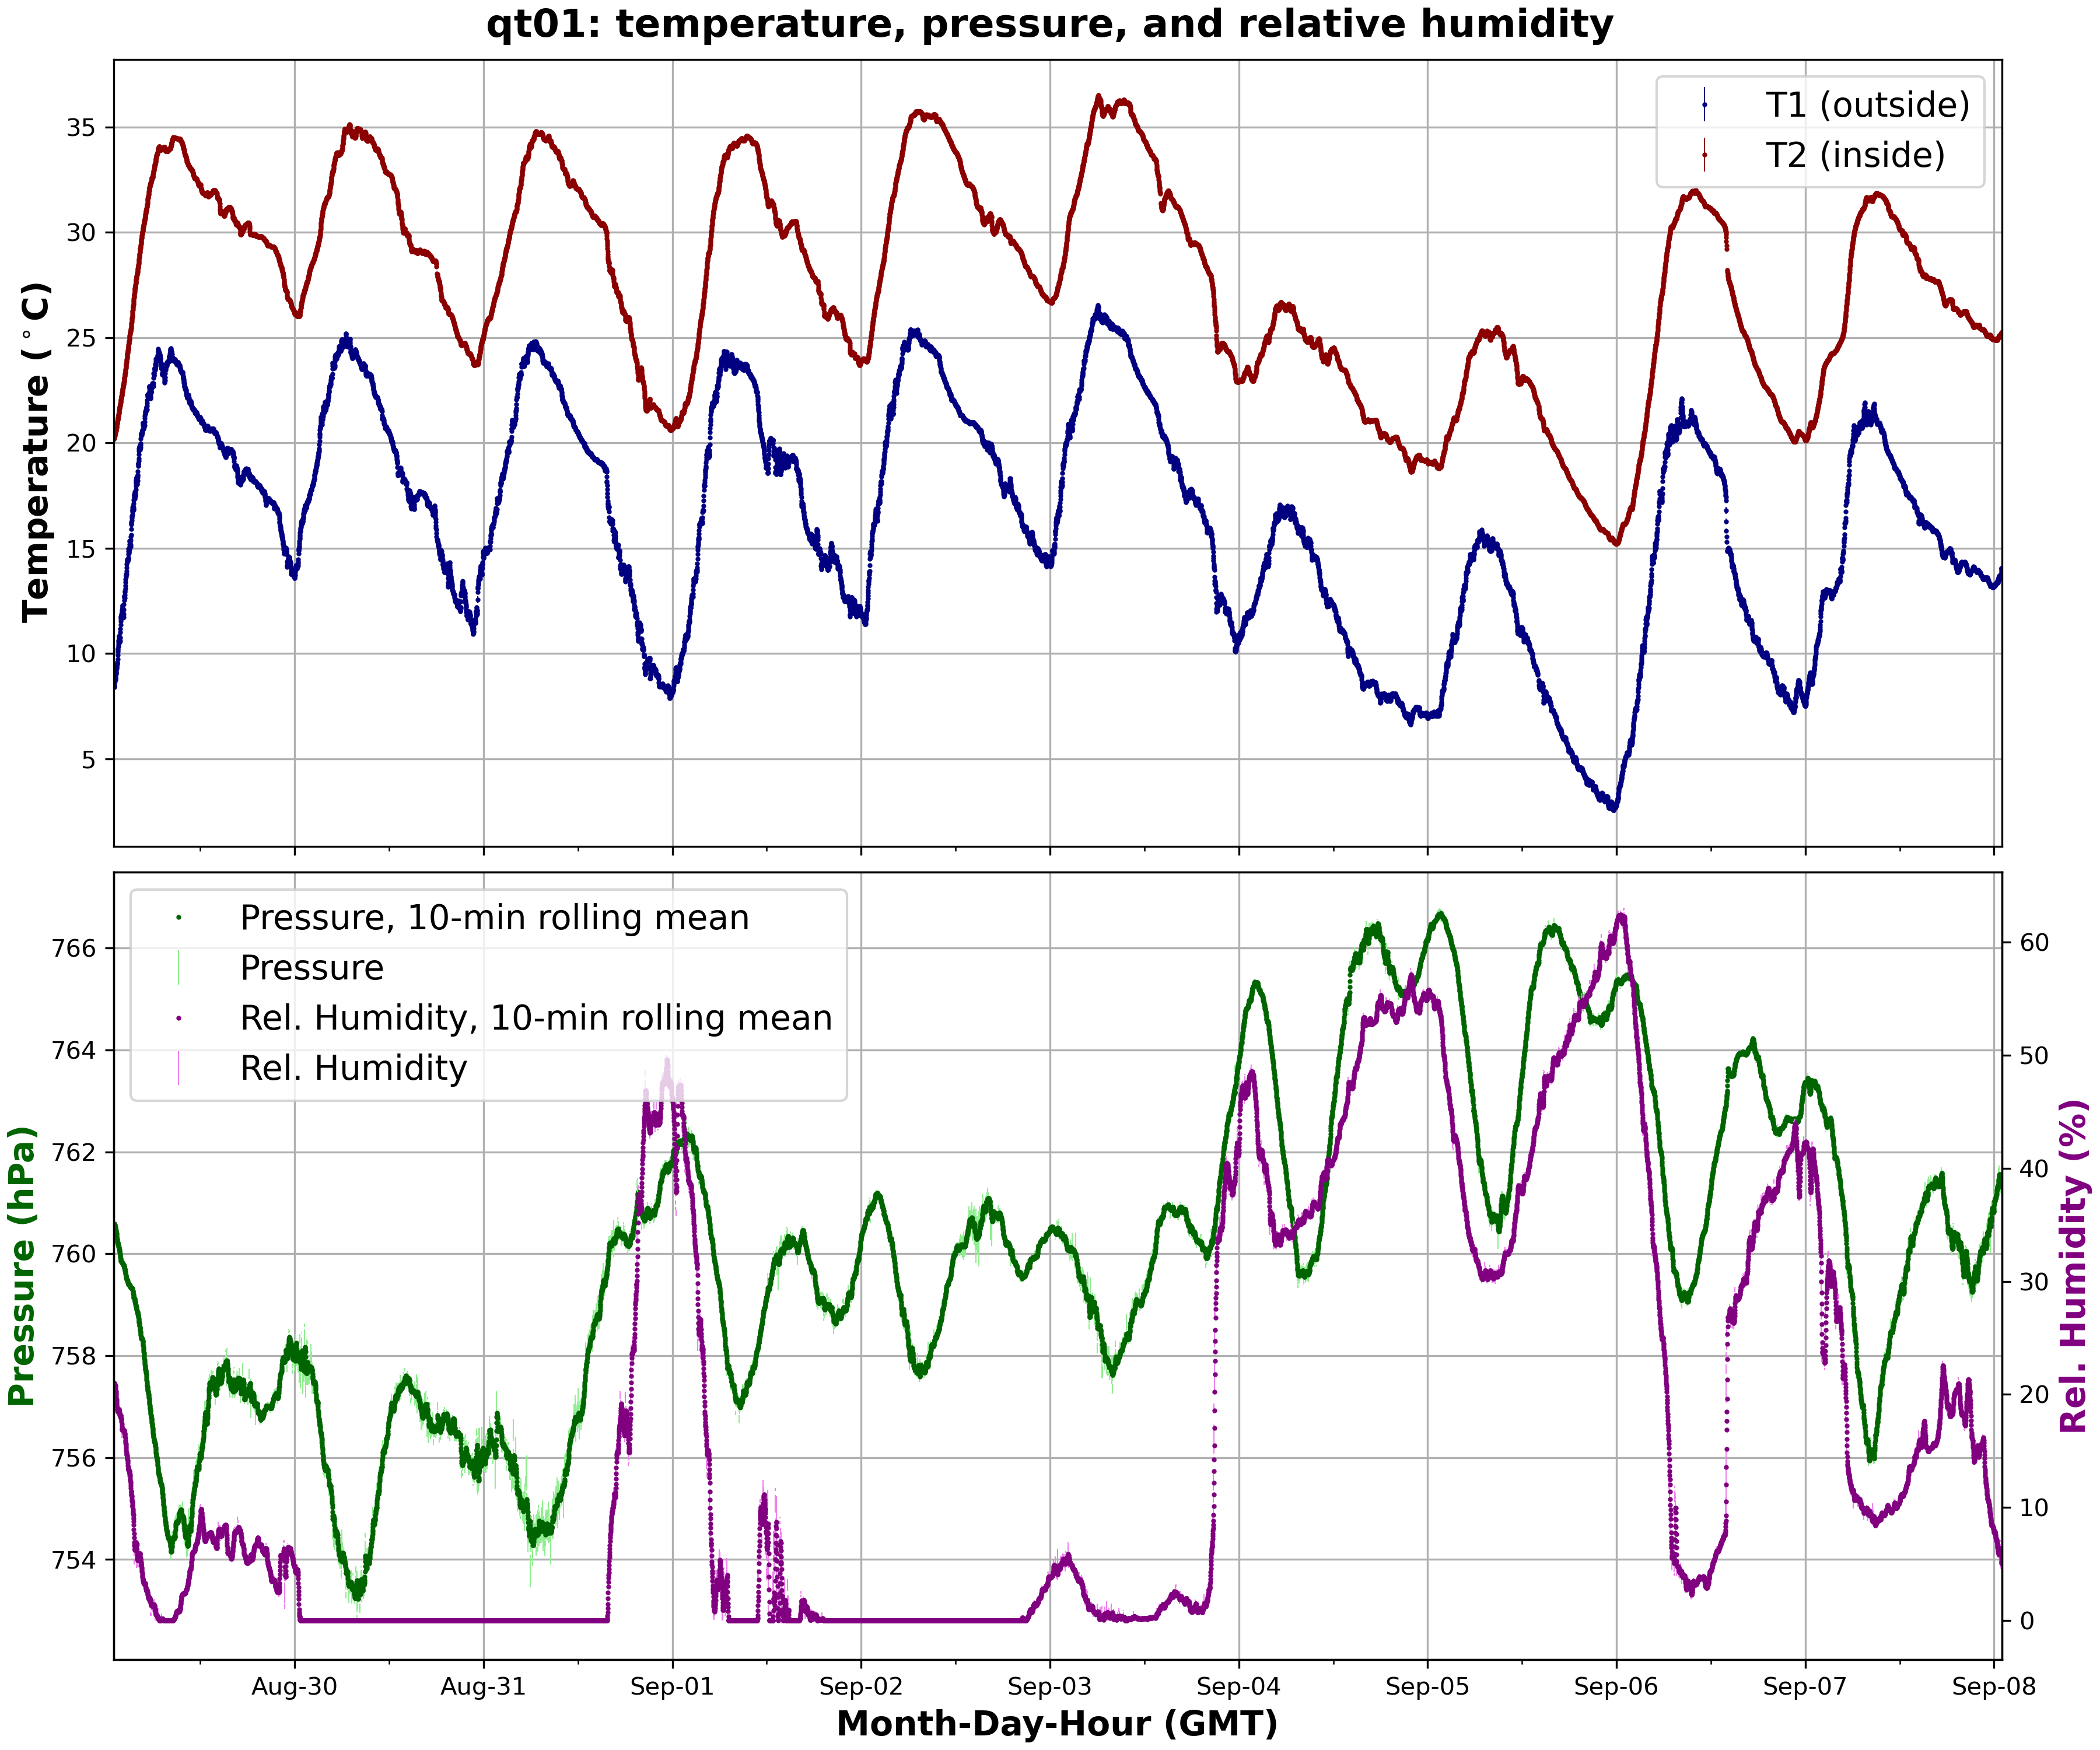 qt01: temperature, pressure, and relative humidity
T1 (outside)
T2 (inside)
35
30
25
20
15
10
5
Temperature (°C)
Pressure, 10-min rolling mean
Pressure
Rel. Humidity, 10-min rolling mean
Rel. Humidity
766
764
762
760
758
756
754
Pressure (hPa)
60
50
40
30
20
10
0
Rel. Humidity (%)
Aug-30 Aug-31 Sep-01 Sep-02 Sep-03 Sep-04 Sep-05 Sep-06 Sep-07 Sep-08
Month-Day-Hour (GMT)